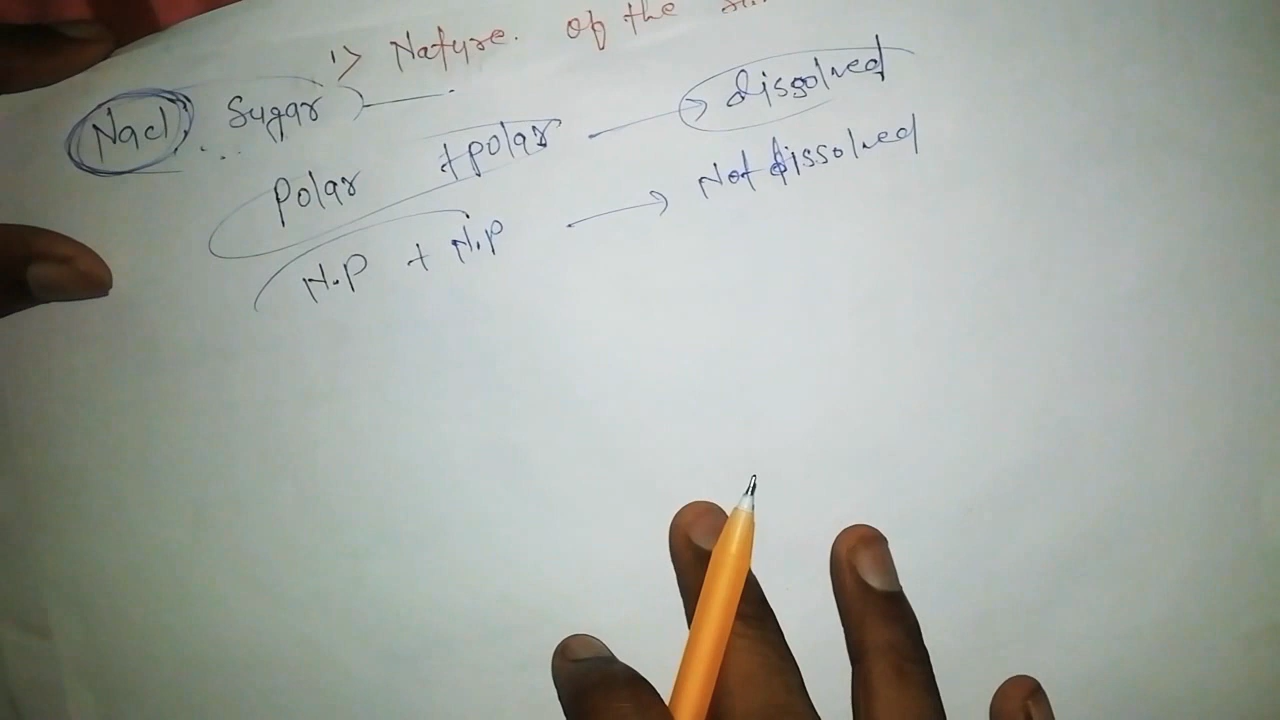 1> Nature. of the
Nacl, Sugar
polar + polar → dissolved
N.P + N.P → Not dissolved